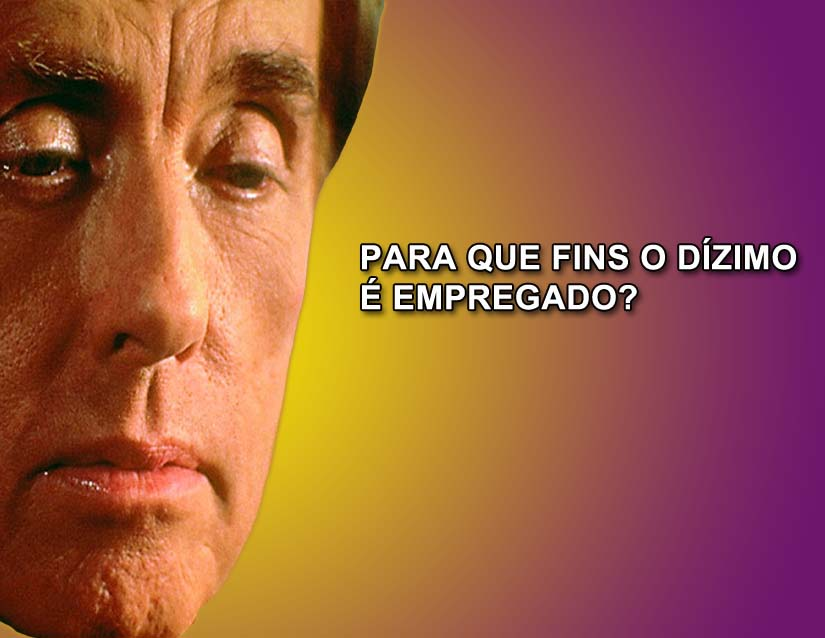 PARA QUE FINS O DÍZIMO
É EMPREGADO?